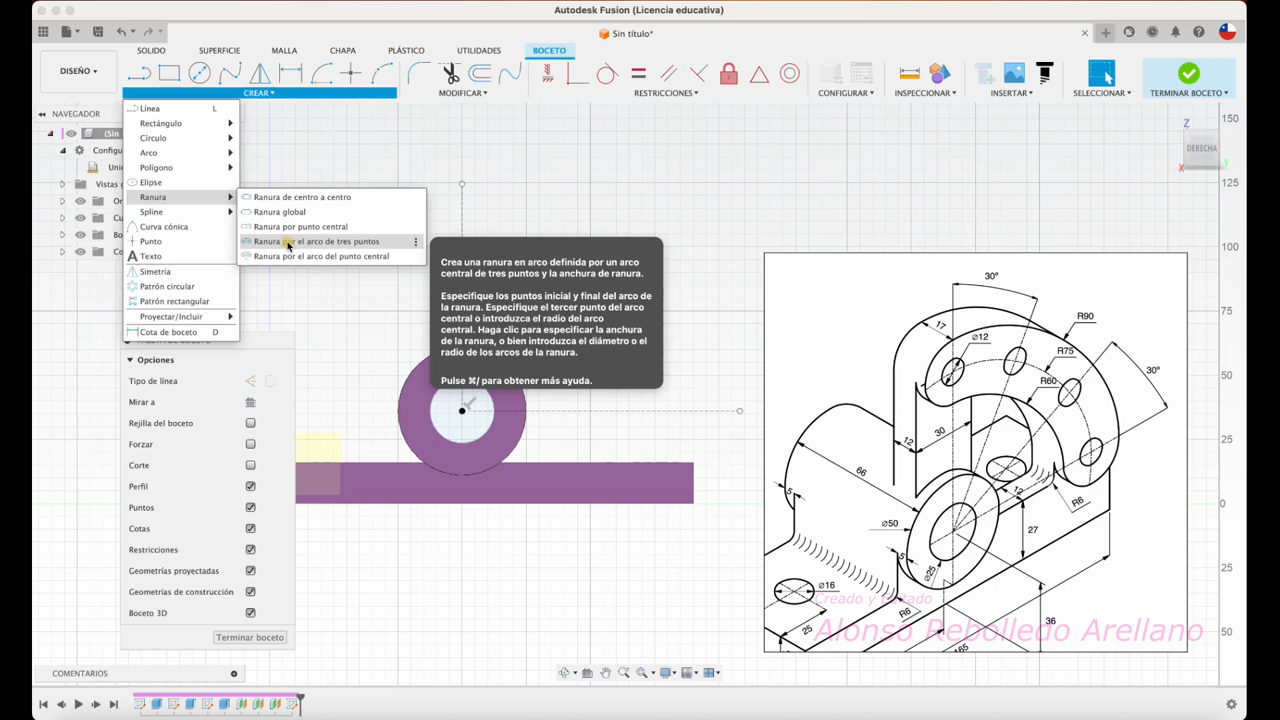 Autodesk Fusion (Licencia educativa)
Sin título*
DISEÑO
SOLIDO
SUPERFICIE
MALLA
CHAPA
PLÁSTICO
UTILIDADES
BOCETO
CREAR
MODIFICAR
RESTRICCIONES
CONFIGURAR
INSPECCIONAR
INSERTAR
SELECCIONAR
TERMINAR BOCETO
NAVEGADOR
(Sin
Configu
Vistas
Línea L
Rectángulo
Círculo
Arco
Polígono
Elipse
Ranura
Spline
Curva cónica
Punto
Texto
Simetría
Patrón circular
Patrón rectangular
Proyectar/Incluir
Cota de boceto D
Ranura de centro a centro
Ranura global
Ranura por punto central
Ranura por el arco de tres puntos
Ranura por el arco del punto central
Crea una ranura en arco definida por un arco
central de tres puntos y la anchura de ranura.
Especifique los puntos inicial y final del arco de
la ranura. Especifique el tercer punto del arco
central o introduzca el radio del arco
central. Haga clic para especificar la anchura
de la ranura, o bien introduzca el diámetro o el
radio de los arcos de la ranura.
Pulse ⌘/ para obtener más ayuda.
Opciones
Tipo de línea
Mirar a
Rejilla del boceto
Forzar
Corte
Perfil
Puntos
Cotas
Restricciones
Geometrías proyectadas
Geometrías de construcción
Boceto 3D
Terminar boceto
COMENTARIOS
Z
DERECHA
X
Y
150
125
100
75
50
25
0
25
50
30°
17
R90
Ø12
R75
30°
R60
30
12
66
5
12
R6
Ø50
27
5
Ø25
Ø16
R6
25
36
165
Creado y editado
Alonso Rebolledo Arellano